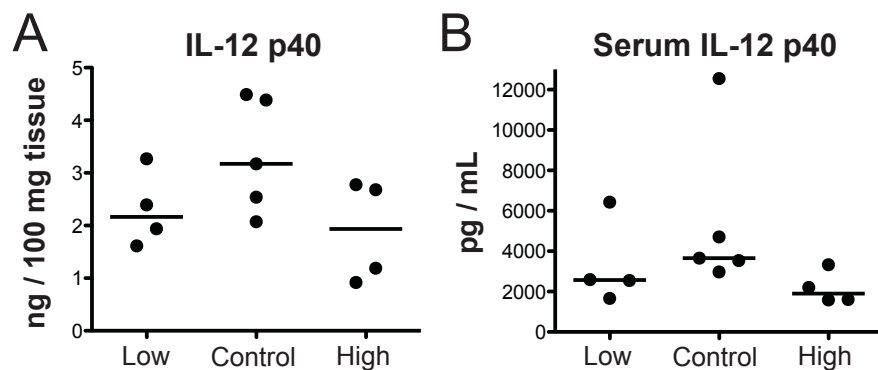 A
IL-12 p40
5
4
3
2
1
0
ng / 100 mg tissue
Low Control High
B
Serum IL-12 p40
12000
10000
8000
6000
4000
2000
0
pg / mL
Low Control High